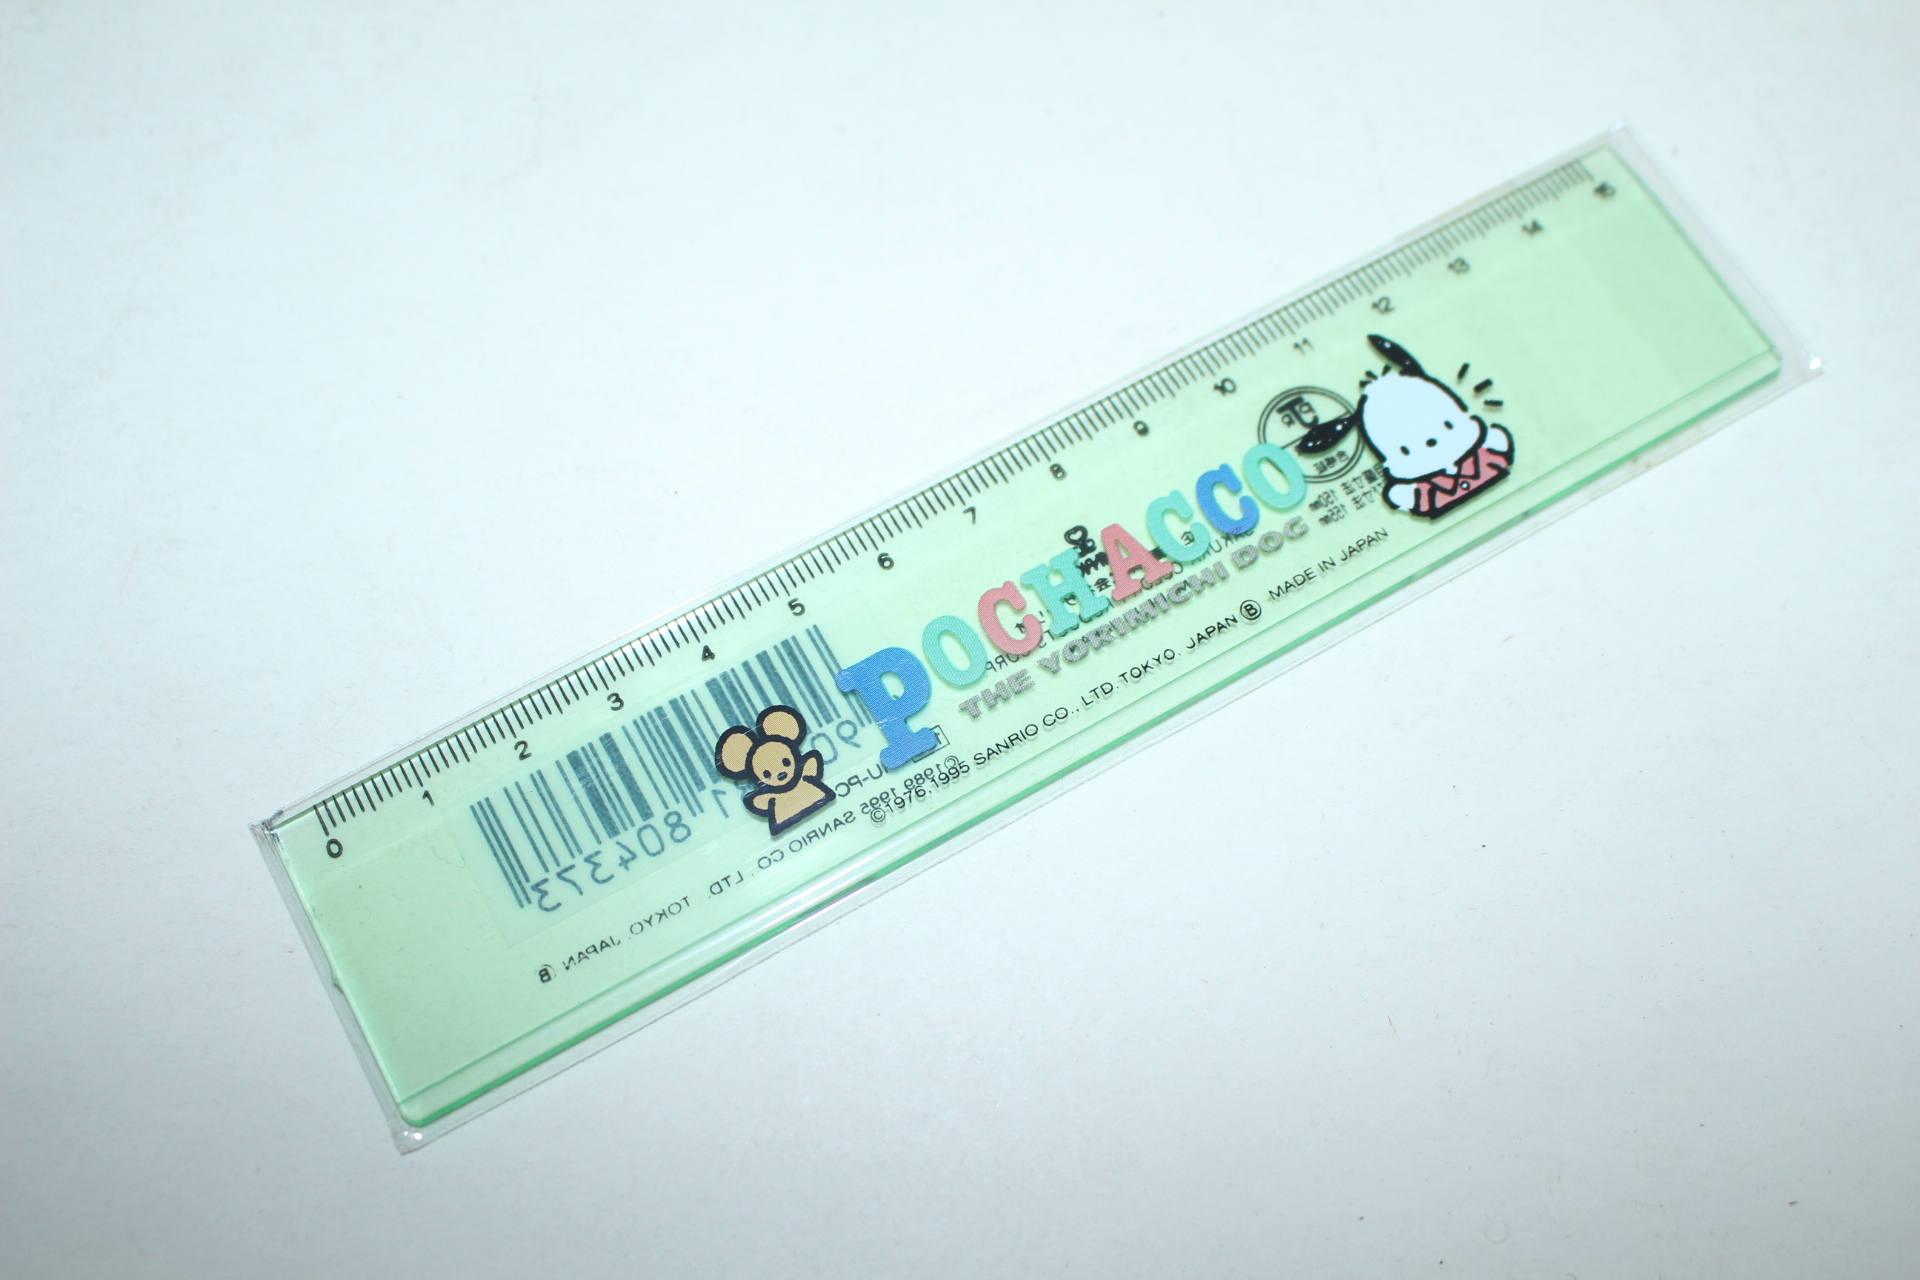 0 1 2 3 4 5 6 7 8 9 10 11 12 13 14 15
POCHACCO
THE YORIMICHI DOG
©1976,1995 SANRIO CO., LTD. TOKYO, JAPAN Ⓑ MADE IN JAPAN
150mm
155mm
©1989,1995 SANRIO CO., LTD. TOKYO, JAPAN Ⓑ
804373